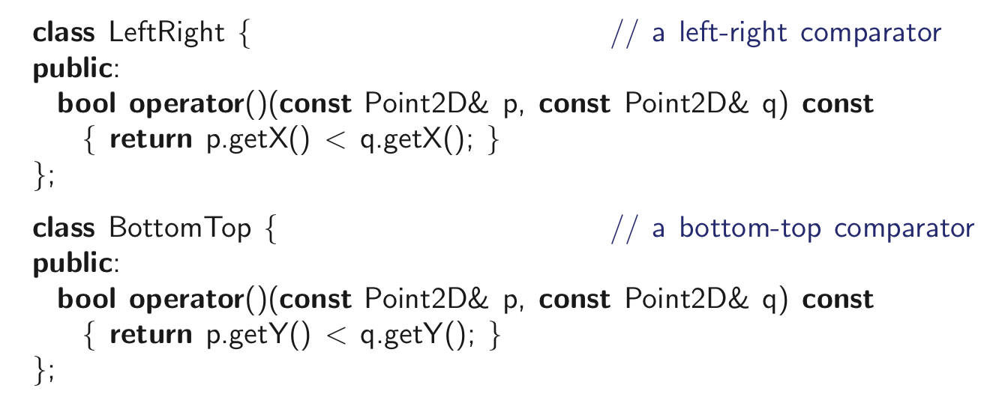 class LeftRight { // a left-right comparator
public:
bool operator()(const Point2D& p, const Point2D& q) const
{ return p.getX() < q.getX(); }
};
class BottomTop { // a bottom-top comparator
public:
bool operator()(const Point2D& p, const Point2D& q) const
{ return p.getY() < q.getY(); }
};